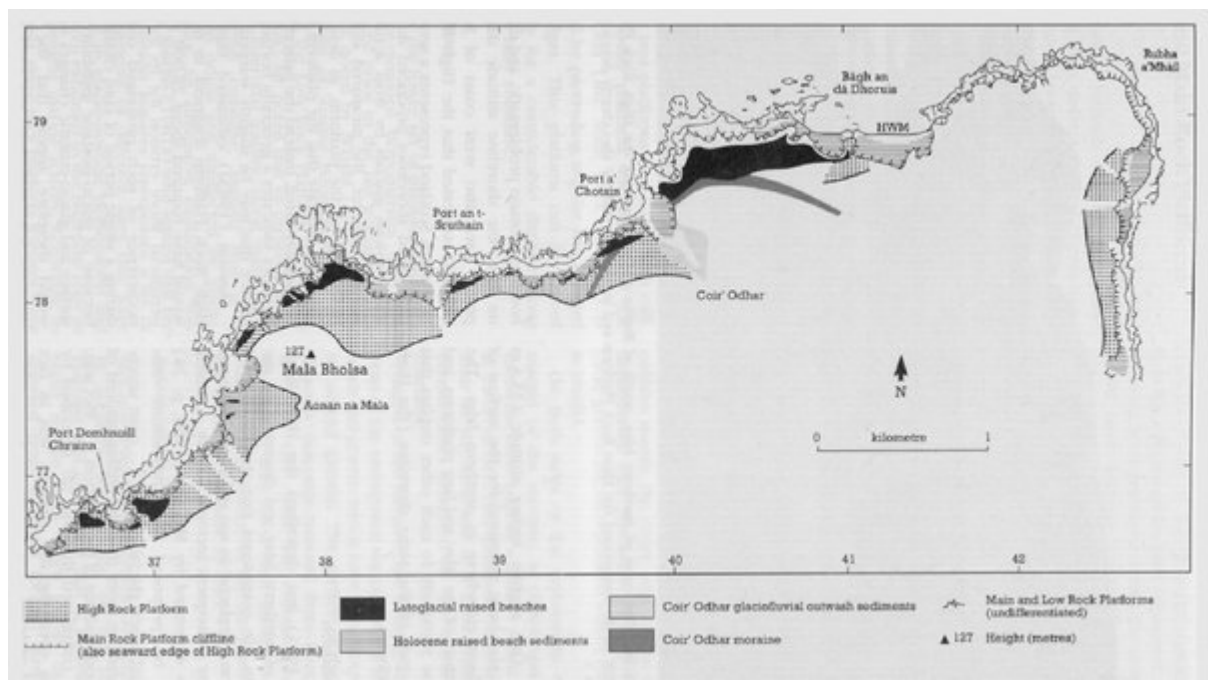 Rubha
a'Mhàil
Bàgh an
dà Dhoruis
79
HWM
Port a'
Chotain
Port an t-
Sruthain
78
Coir' Odhar
127
Mala Bholsa
N
Aonan na Mala
Port Domhnuill
Chruinn
0 kilometre 1
77
37 38 39 40 41 42
High Rock Platform
Main Rock Platform cliffline
(also seaward edge of High Rock Platform)
Lateglacial raised beaches
Holocene raised beach sediments
Coir' Odhar glaciofluvial outwash sediments
Coir' Odhar moraine
Main and Low Rock Platforms
(undifferentiated)
127 Height (metres)